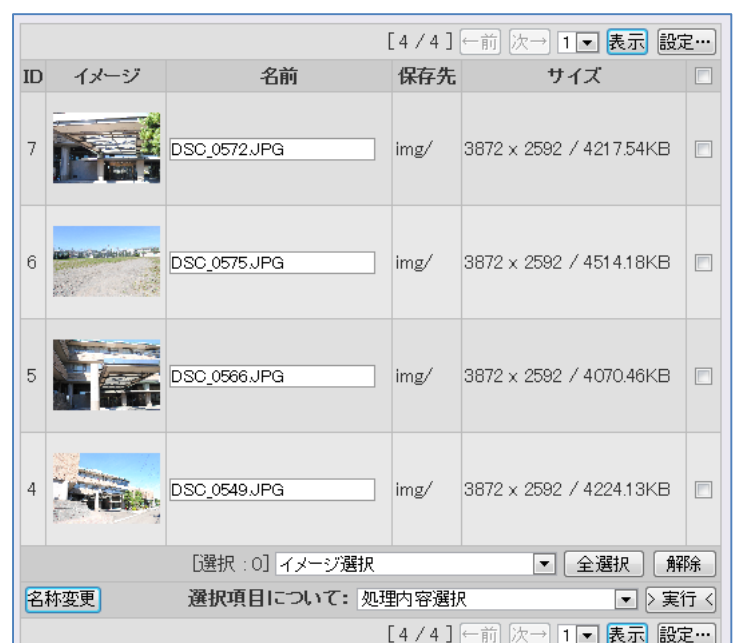 [4 / 4] ←前 次→ 1 表示 設定…
ID イメージ 名前 保存先 サイズ
7 DSC_0572.JPG img/ 3872 x 2592 / 4217.54KB
6 DSC_0575.JPG img/ 3872 x 2592 / 4514.18KB
5 DSC_0566.JPG img/ 3872 x 2592 / 4070.46KB
4 DSC_0549.JPG img/ 3872 x 2592 / 4224.13KB
[選択 : 0] イメージ選択 全選択 解除
名称変更 選択項目について: 処理内容選択 > 実行 <
[4 / 4] ←前 次→ 1 表示 設定…